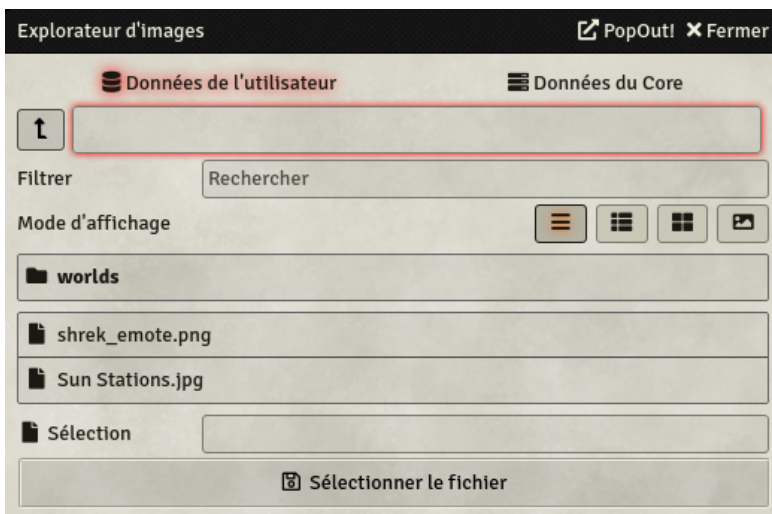 Explorateur d'images PopOut! Fermer
Données de l'utilisateur Données du Core
Filtrer Rechercher
Mode d'affichage
worlds
shrek_emote.png
Sun Stations.jpg
Sélection
Sélectionner le fichier